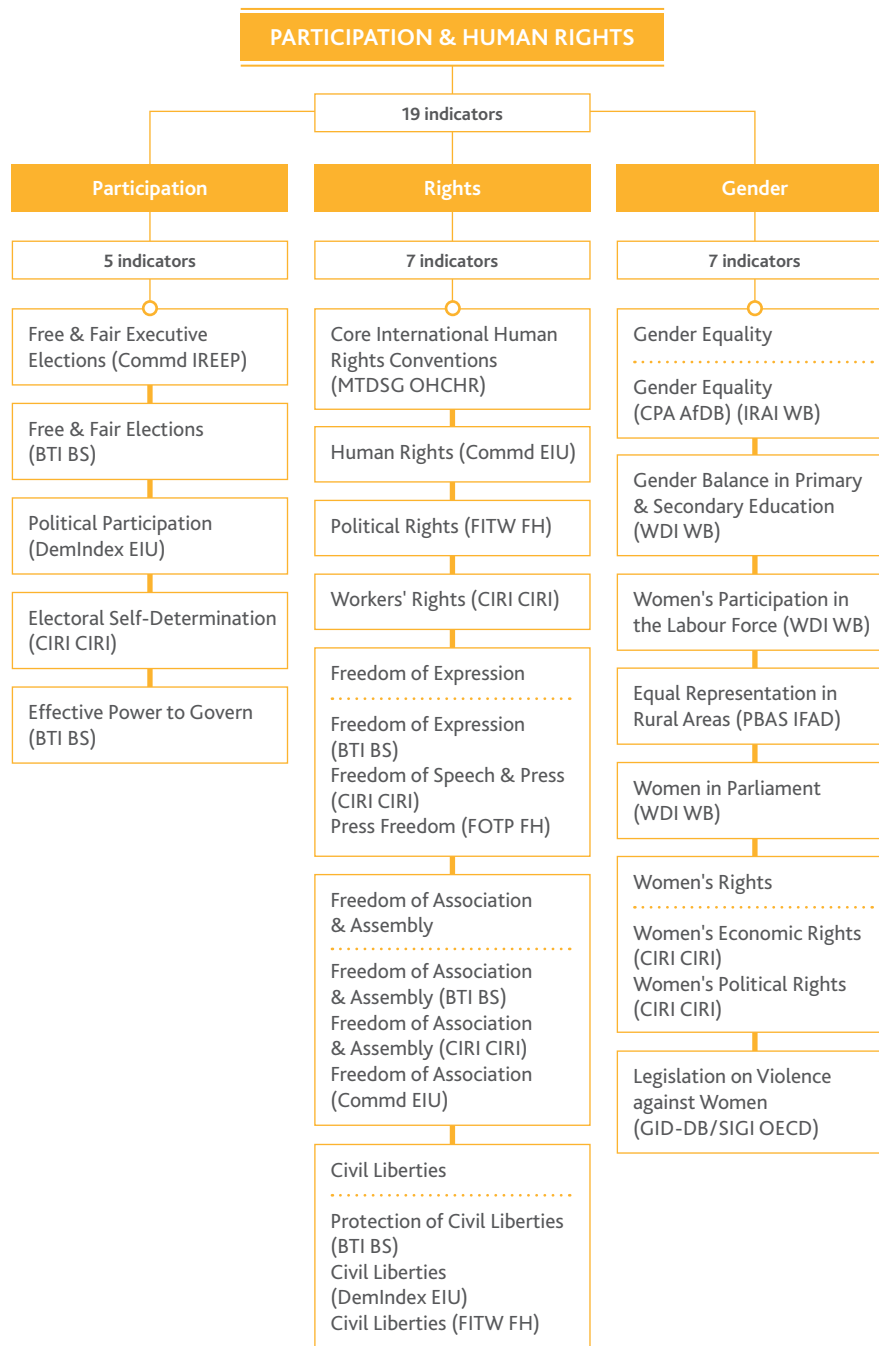 PARTICIPATION & HUMAN RIGHTS
19 indicators
Participation
5 indicators
Free & Fair Executive
Elections (Commd IREEP)
Free & Fair Elections
(BTI BS)
Political Participation
(DemIndex EIU)
Electoral Self-Determination
(CIRI CIRI)
Effective Power to Govern
(BTI BS)
Rights
7 indicators
Core International Human
Rights Conventions
(MTDSG OHCHR)
Human Rights (Commd EIU)
Political Rights (FITW FH)
Workers' Rights (CIRI CIRI)
Freedom of Expression
Freedom of Expression
(BTI BS)
Freedom of Speech & Press
(CIRI CIRI)
Press Freedom (FOTP FH)
Freedom of Association
& Assembly
Freedom of Association
& Assembly (BTI BS)
Freedom of Association
& Assembly (CIRI CIRI)
Freedom of Association
(Commd EIU)
Civil Liberties
Protection of Civil Liberties
(BTI BS)
Civil Liberties
(DemIndex EIU)
Civil Liberties (FITW FH)
Gender
7 indicators
Gender Equality
Gender Equality
(CPA AfDB) (IRAI WB)
Gender Balance in Primary
& Secondary Education
(WDI WB)
Women's Participation in
the Labour Force (WDI WB)
Equal Representation in
Rural Areas (PBAS IFAD)
Women in Parliament
(WDI WB)
Women's Rights
Women's Economic Rights
(CIRI CIRI)
Women's Political Rights
(CIRI CIRI)
Legislation on Violence
against Women
(GID-DB/SIGI OECD)